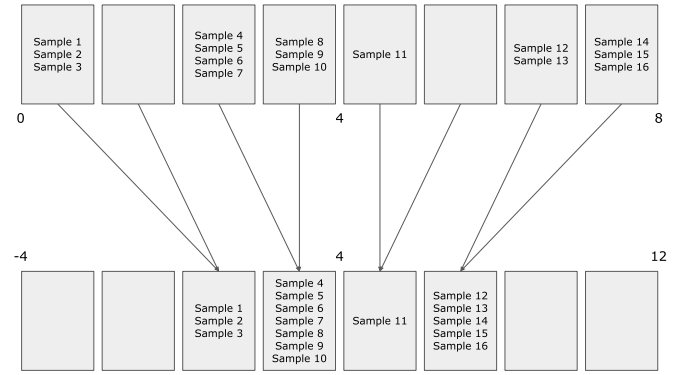 Sample 1
Sample 2
Sample 3
Sample 4
Sample 5
Sample 6
Sample 7
Sample 8
Sample 9
Sample 10
Sample 11
Sample 12
Sample 13
Sample 14
Sample 15
Sample 16
0
4
8
-4
4
12
Sample 1
Sample 2
Sample 3
Sample 4
Sample 5
Sample 6
Sample 7
Sample 8
Sample 9
Sample 10
Sample 11
Sample 12
Sample 13
Sample 14
Sample 15
Sample 16